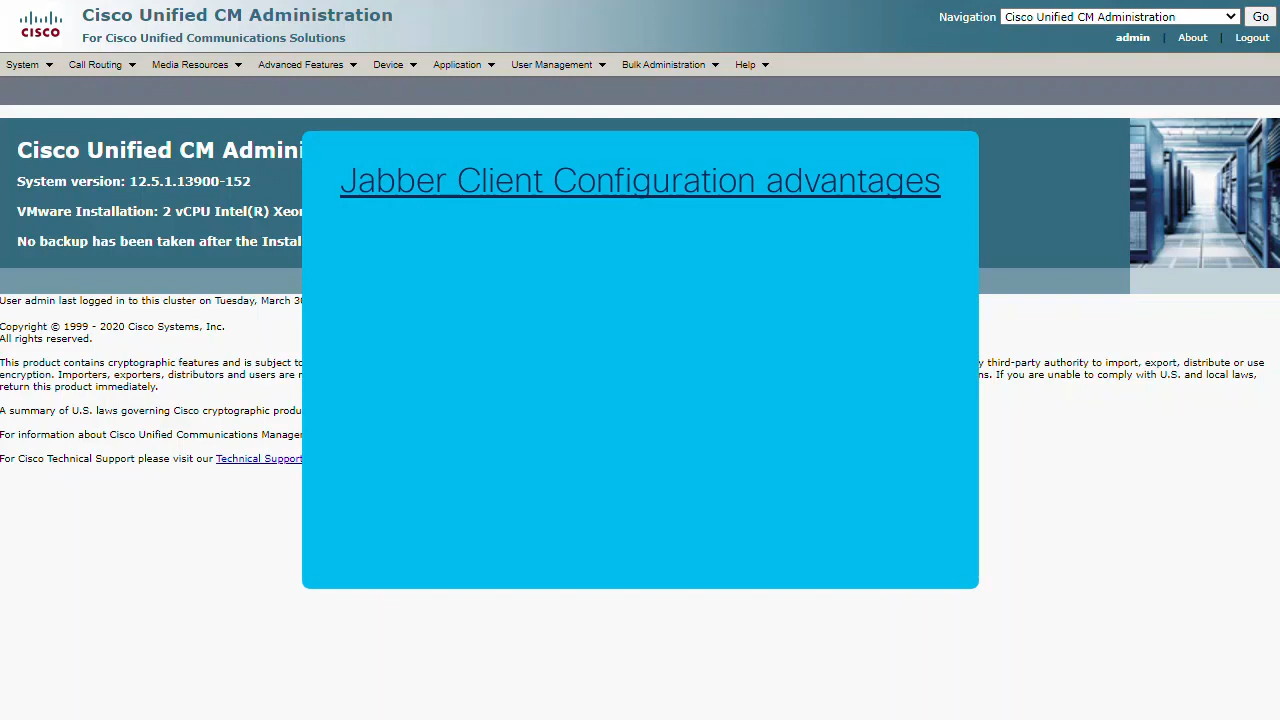 Cisco Unified CM Administration
For Cisco Unified Communications Solutions
CISCO
Navigation Cisco Unified CM Administration Go
admin | About | Logout
System Call Routing Media Resources Advanced Features Device Application User Management Bulk Administration Help
Cisco Unified CM Admini
System version: 12.5.1.13900-152
VMware Installation: 2 vCPU Intel(R) Xeo
No backup has been taken after the Instal
Jabber Client Configuration advantages
User admin last logged in to this cluster on Tuesday, March 30
Copyright © 1999 - 2020 Cisco Systems, Inc.
All rights reserved.
This product contains cryptographic features and is subject to y third-party authority to import, export, distribute or use
encryption. Importers, exporters, distributors and users are r ns. If you are unable to comply with U.S. and local laws,
return this product immediately.
A summary of U.S. laws governing Cisco cryptographic produ
For information about Cisco Unified Communications Manager
For Cisco Technical Support please visit our Technical Support